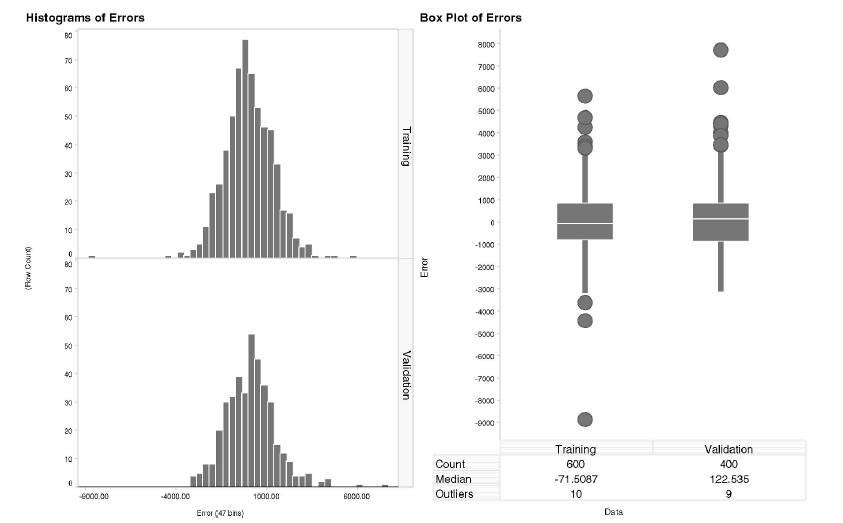 Histograms of Errors
80
70
60
50
40
30
20
10
0
Training
80
70
60
50
40
30
20
10
0
Validation
(Row Count)
-9000.00 -4000.00 1000.00 6000.00
Error (47 bins)
Box Plot of Errors
8000
7000
6000
5000
4000
3000
2000
1000
0
-1000
-2000
-3000
-4000
-5000
-6000
-7000
-8000
-9000
Error
Training Validation
Count 600 400
Median -71.5087 122.535
Outliers 10 9
Data